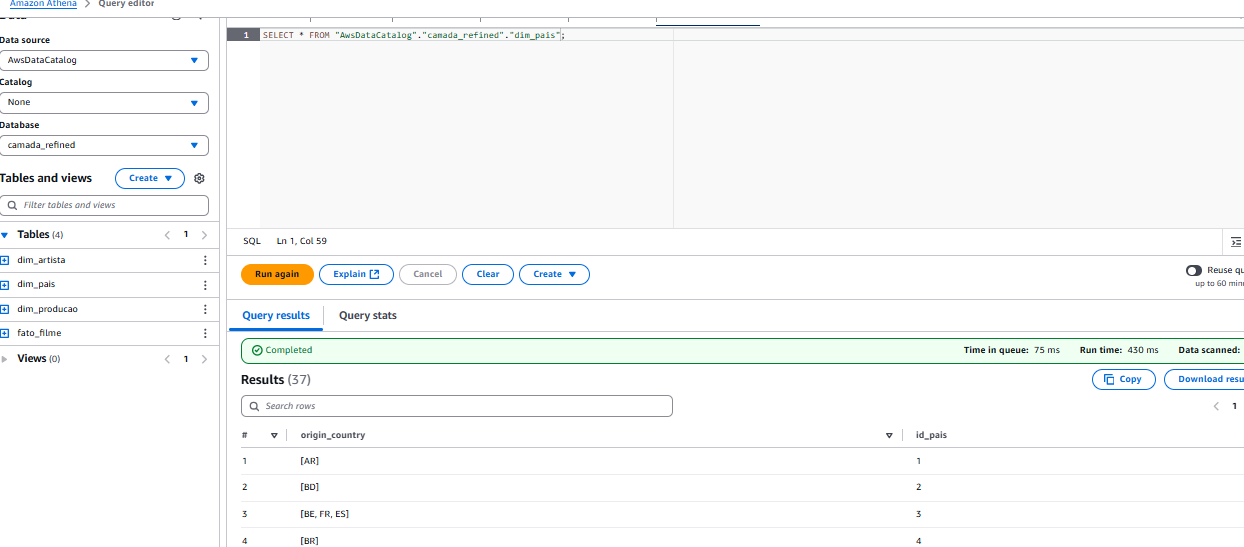 Amazon Athena > Query editor
Data source
AwsDataCatalog
Catalog
None
Database
camada_refined
Tables and views
Create
Filter tables and views
Tables (4) < 1 >
dim_artista
dim_pais
dim_producao
fato_filme
Views (0) < 1 >
1 SELECT * FROM "AwsDataCatalog"."camada_refined"."dim_pais";
SQL Ln 1, Col 59
Run again Explain Cancel Clear Create
Reuse qu
up to 60 minu
Query results Query stats
Completed Time in queue: 75 ms Run time: 430 ms Data scanned:
Results (37) Copy Download resu
Search rows < 1
# origin_country id_pais
1 [AR] 1
2 [BD] 2
3 [BE, FR, ES] 3
4 [BR] 4